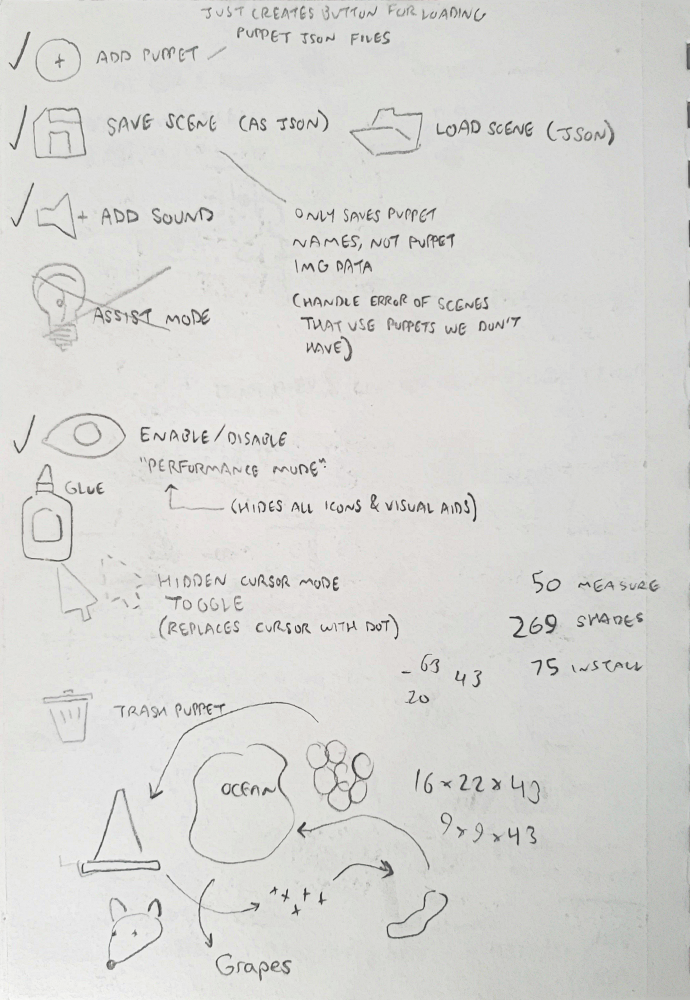 JUST CREATES BUTTON FOR LOADING
PUPPET JSON FILES
+ ADD PUPPET
SAVE SCENE (AS JSON)
LOAD SCENE (JSON)
+ ADD SOUND
ONLY SAVES PUPPET
NAMES, NOT PUPPET
IMG DATA
(HANDLE ERROR OF SCENES
THAT USE PUPPETS WE DON'T
HAVE)
ASSIST MODE
ENABLE/DISABLE
"PERFORMANCE MODE"
(HIDES ALL ICONS & VISUAL AIDS)
GLUE
HIDDEN CURSOR MODE
TOGGLE
(REPLACES CURSOR WITH DOT)
50 MEASURE
269 SHADES
75 INSTALL
- 63 43
20
TRASH PUPPET
OCEAN
16 x 22 x 43
9 x 9 x 43
Grapes